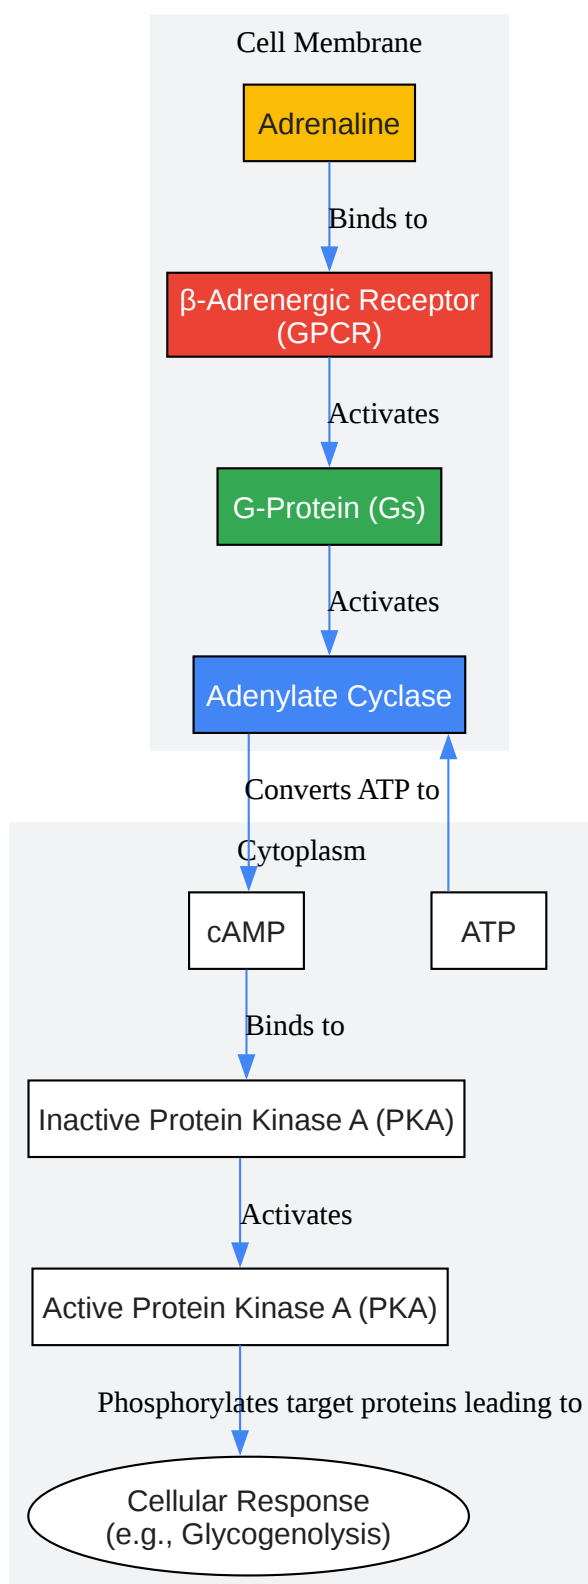 Cell Membrane
Adrenaline
Binds to
β-Adrenergic Receptor
(GPCR)
Activates
G-Protein (Gs)
Activates
Adenylate Cyclase
Converts ATP to
Cytoplasm
cAMP
ATP
Binds to
Inactive Protein Kinase A (PKA)
Activates
Active Protein Kinase A (PKA)
Phosphorylates target proteins leading to
Cellular Response
(e.g., Glycogenolysis)